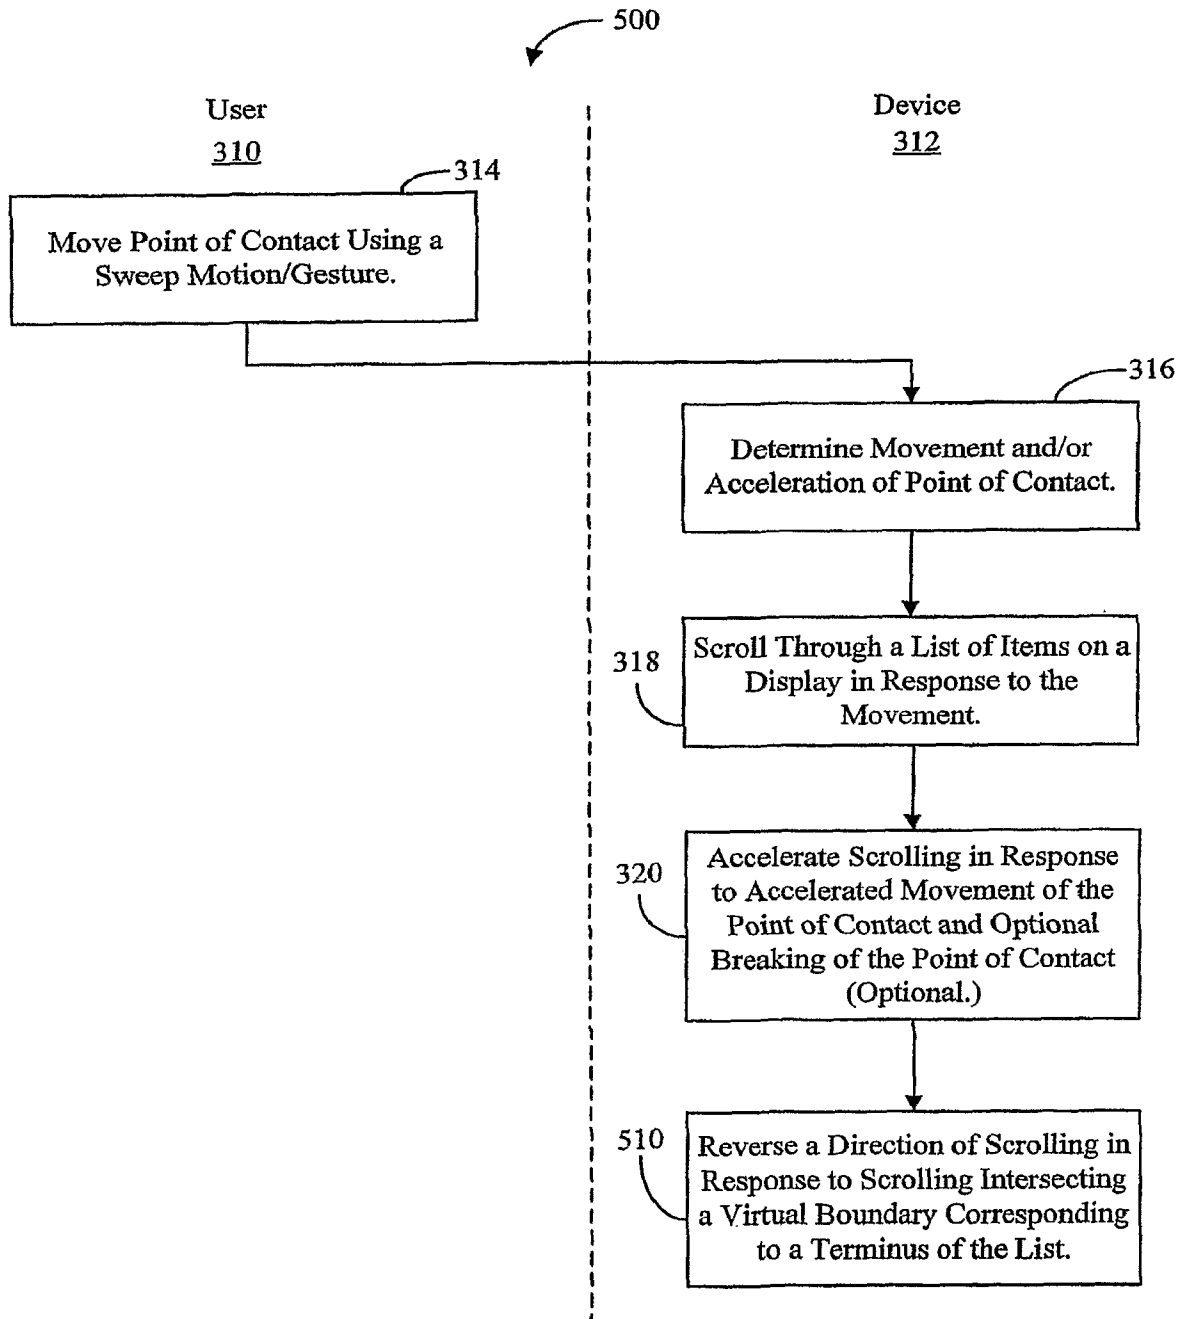 500
User
310
Device
312
314
Move Point of Contact Using a
Sweep Motion/Gesture.
316
Determine Movement and/or
Acceleration of Point of Contact.
318
Scroll Through a List of Items on a
Display in Response to the
Movement.
320
Accelerate Scrolling in Response
to Accelerated Movement of the
Point of Contact and Optional
Breaking of the Point of Contact
(Optional.)
510
Reverse a Direction of Scrolling in
Response to Scrolling Intersecting
a Virtual Boundary Corresponding
to a Terminus of the List.